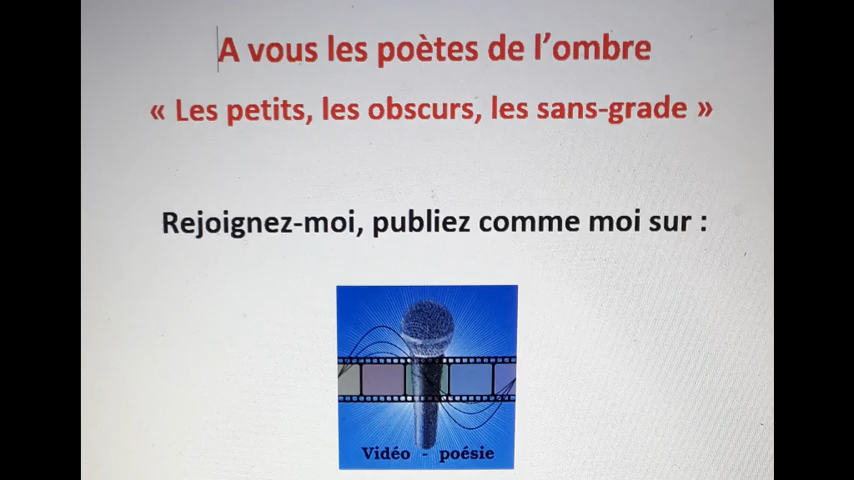 A vous les poètes de l'ombre
« Les petits, les obscurs, les sans-grade »
Rejoignez-moi, publiez comme moi sur :
Vidéo - poésie